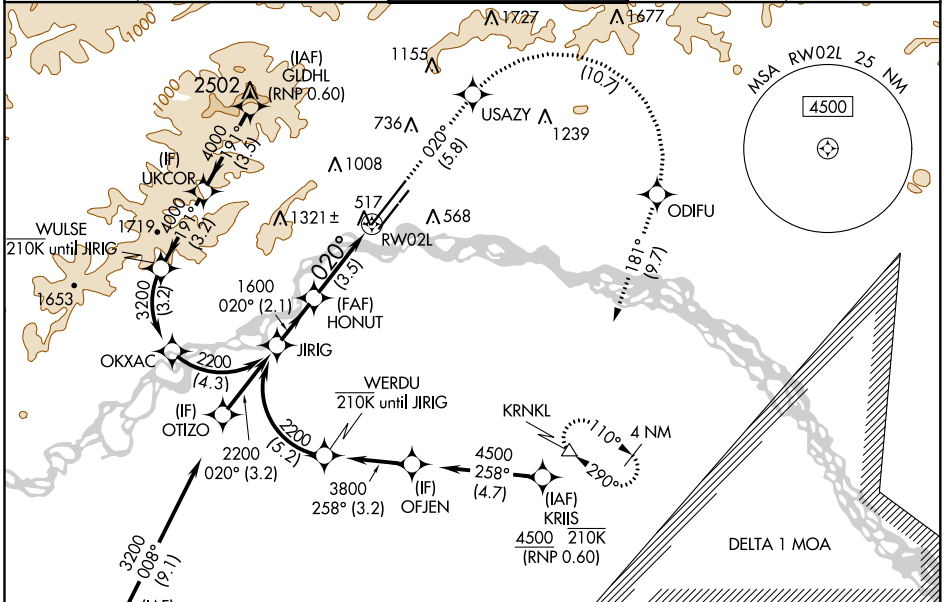 1000
1727
1677
1155
MSA RW02L 25 NM
4500
(IAF)
GLDHL
(RNP 0.60)
2502
1000
(10.7)
USAZY
736
1239
4000
191°
(3.5)
020°
(5.8)
1008
(IF)
UKCOR
4000
191°
(3.2)
ODIFU
517
1321±
568
RW02L
WULSE
210K until JIRIG
1719
181°
(9.7)
020°
(3.5)
1653
3200
(3.2)
1600
020° (2.1)
(FAF)
HONUT
OKXAC
2200
(4.3)
JIRIG
WERDU
210K until JIRIG
(IF)
OTIZO
2200
(5.2)
KRNKL
110°
4 NM
290°
2200
020° (3.2)
4500
258°
(4.7)
3800
258° (3.2)
(IF)
OFJEN
(IAF)
KRIIS
4500 210K
(RNP 0.60)
3200
008°
(9.1)
DELTA 1 MOA
(IAF)